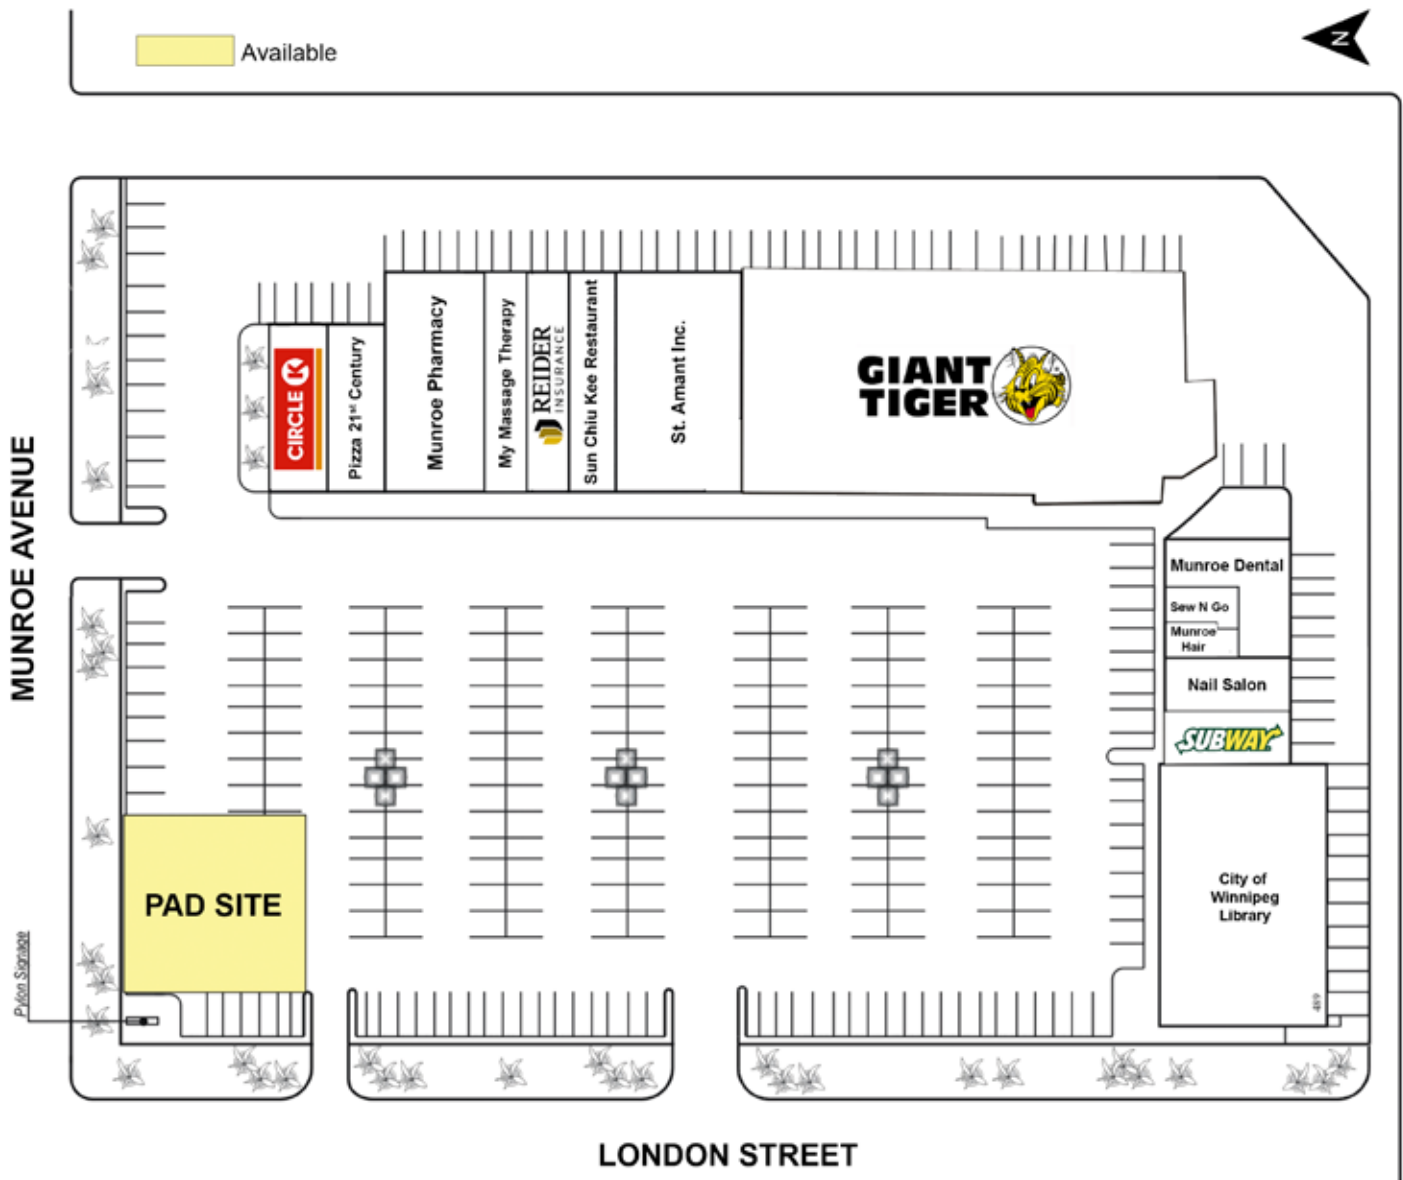 Available
N
MUNROE AVENUE
CIRCLE K
Pizza 21st Century
Munroe Pharmacy
My Massage Therapy
REIDER
INSURANCE
Sun Chiu Kee Restaurant
St. Amant Inc.
GIANT
TIGER
Munroe Dental
Sew N Go
Munroe
Hair
Nail Salon
SUBWAY
City of
Winnipeg
Library
489
PAD SITE
Pylon Signage
LONDON STREET